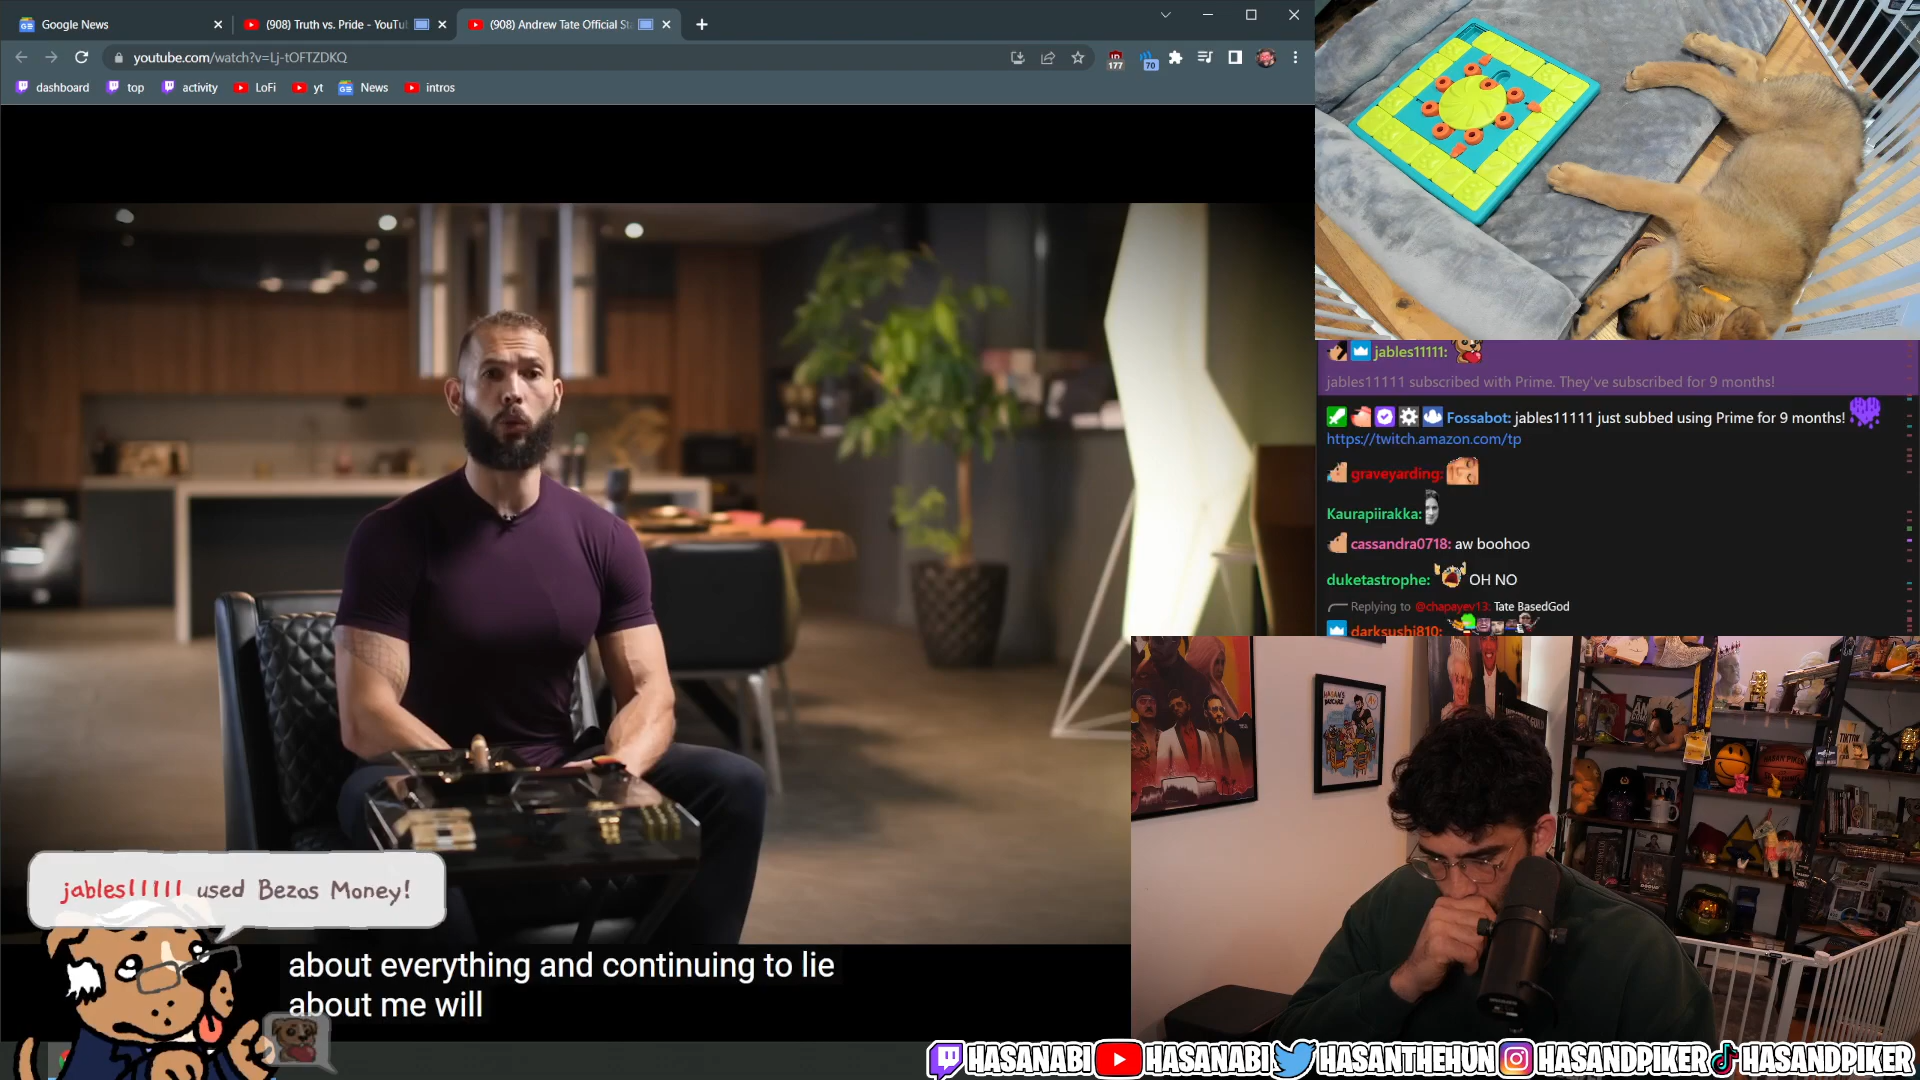 Google News
(908) Truth vs. Pride - YouTu
(908) Andrew Tate Official St
youtube.com/watch?v=Lj-tOFTZDKQ
177
70
dashboard
top
activity
LoFi
yt
News
intros
jables11111:
jables11111 subscribed with Prime. They've subscribed for 9 months!
Fossabot: jables11111 just subbed using Prime for 9 months!
https://twitch.amazon.com/tp
graveyarding:
Kaurapiirakka:
cassandra0718: aw boohoo
duketastrophe: OH NO
Replying to @chapayev13: Tate BasedGod
darksushi810:
jables11111 used Bezos Money!
about everything and continuing to lie
about me will
HASANABI HASANABI HASANTHEHUN HASANDPIKER HASANDPIKER